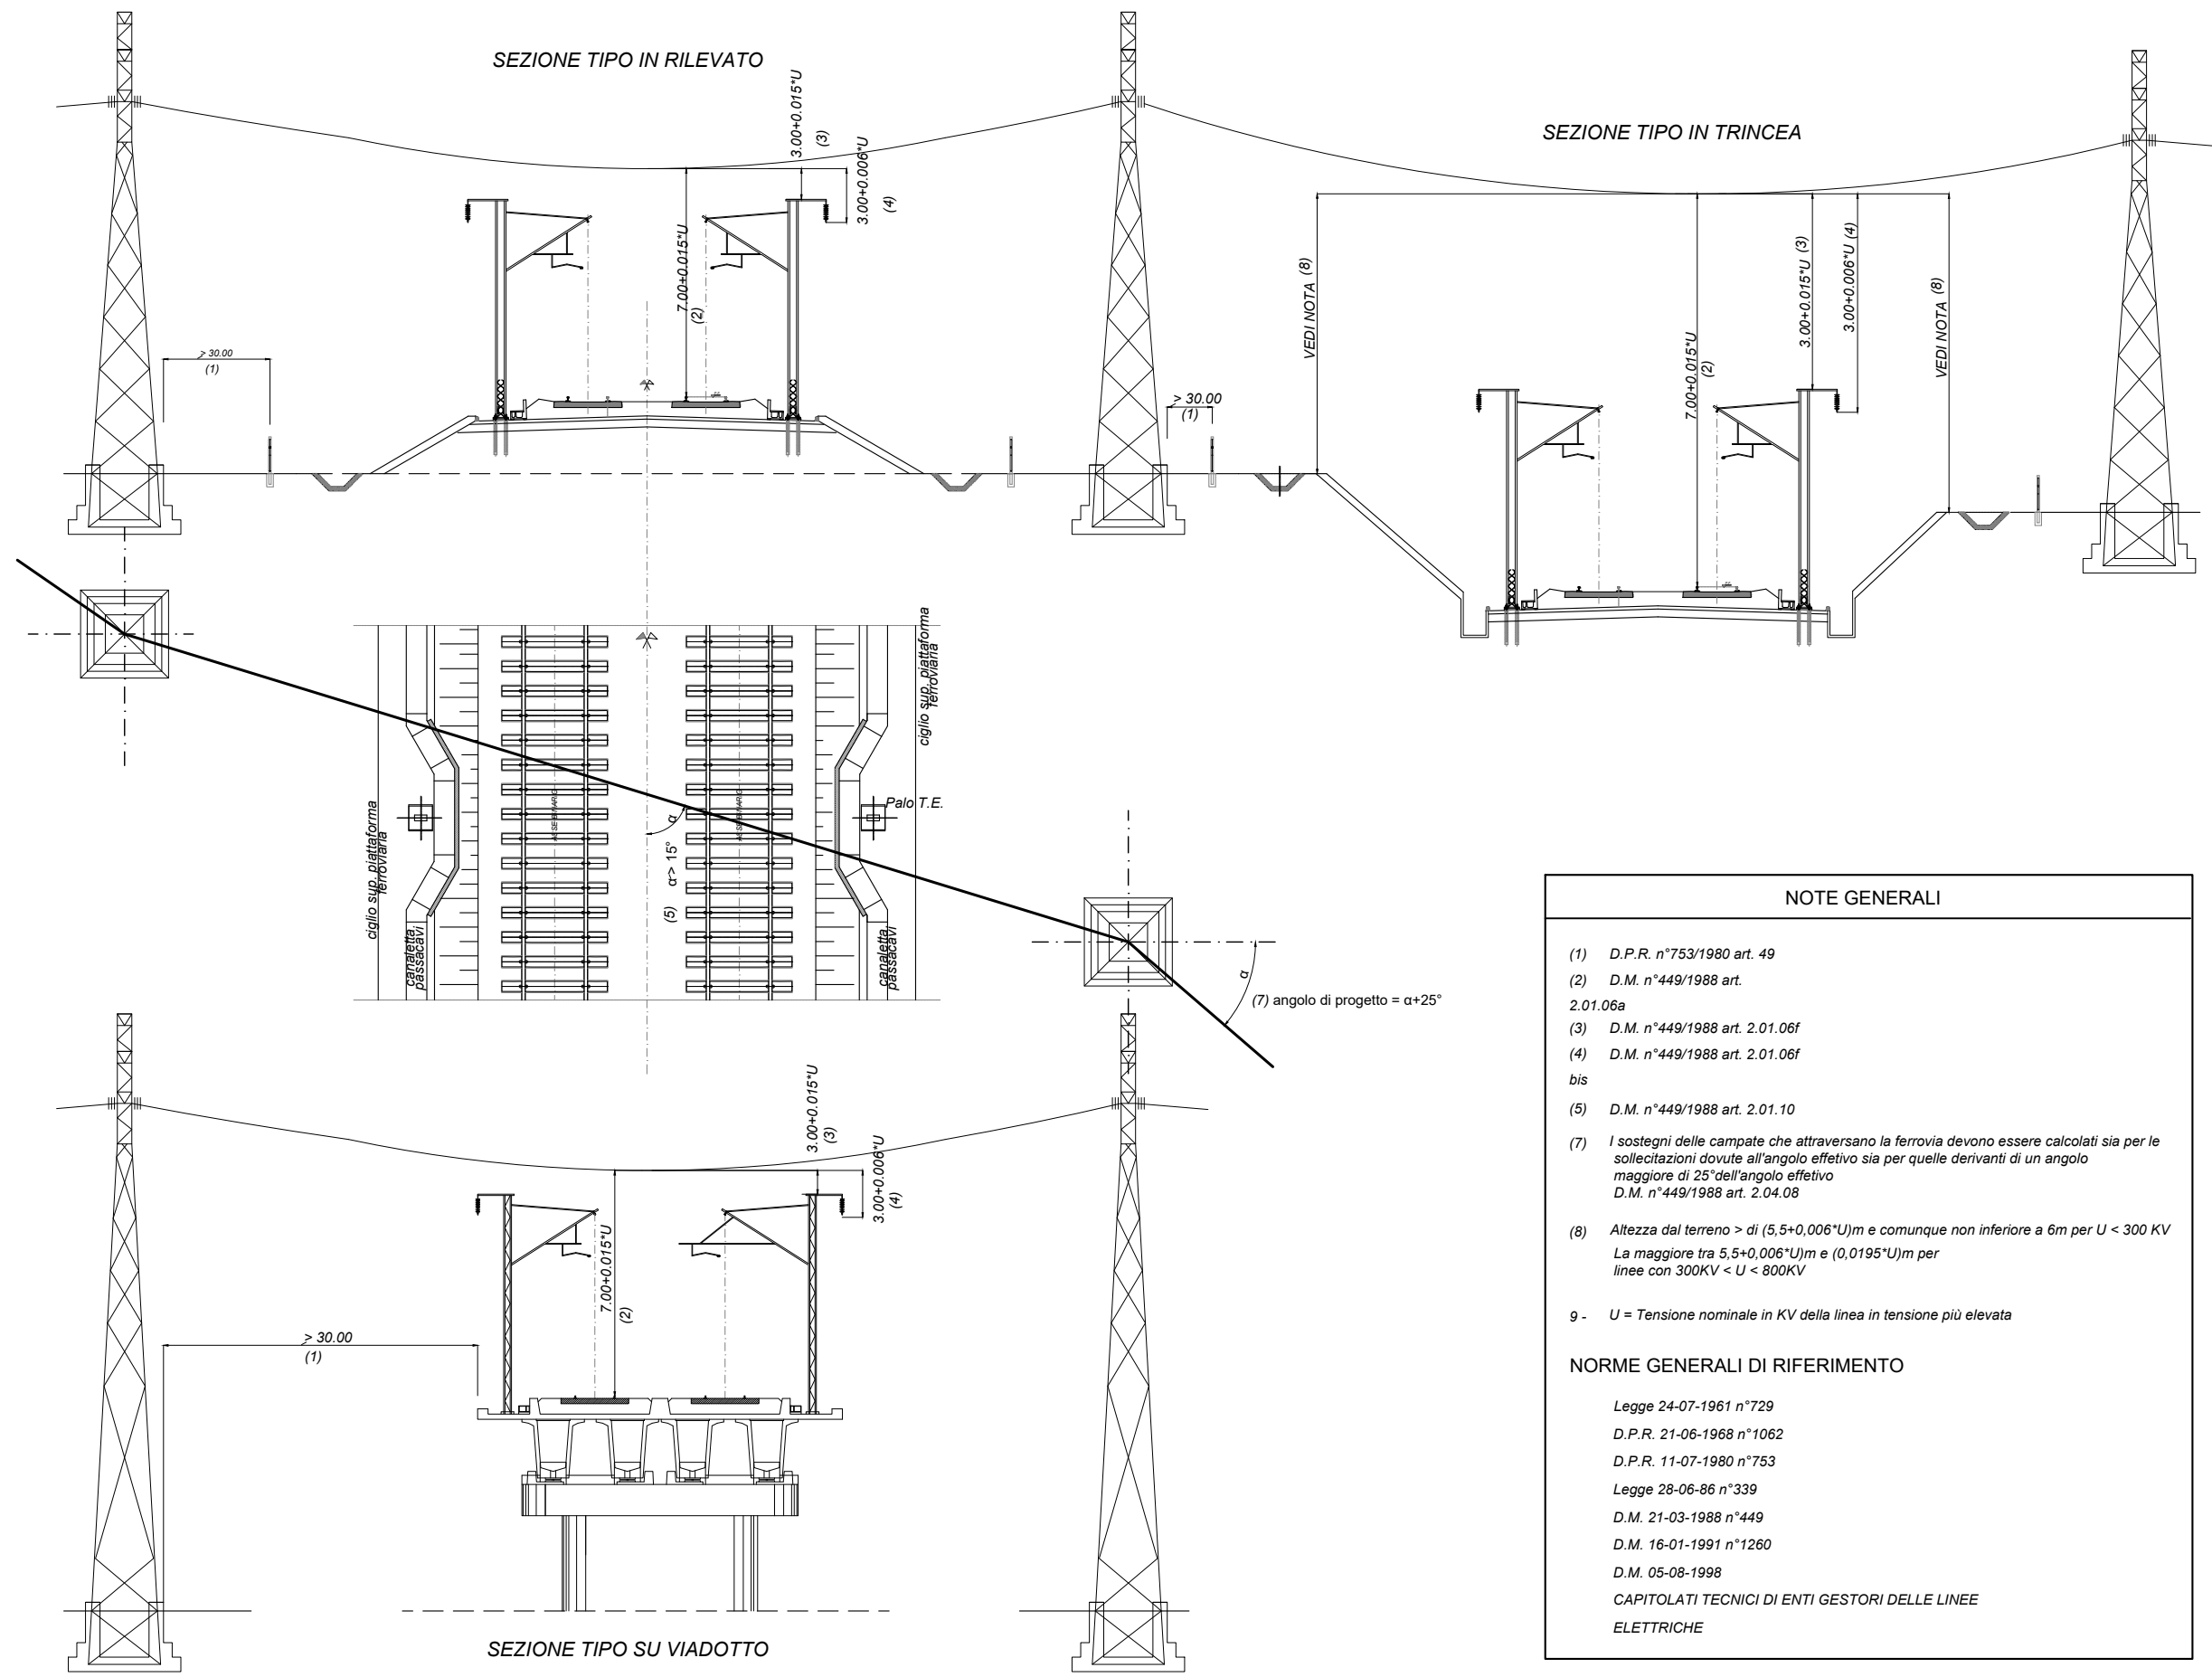 SEZIONE TIPO IN RILEVATO
3.00+0.015*U
(3)
3.00+0.006*U
(4)
7.00+0.015*U
(2)
> 30.00
(1)
> 30.00
(1)
SEZIONE TIPO IN TRINCEA
VEDI NOTA (8)
7.00+0.015*U
(2)
3.00+0.015*U (3)
3.00+0.006*U (4)
VEDI NOTA (8)
ciglio sup. piattaforma
ferroviaria
ciglio sup. piattaforma
ferroviaria
canaletta
passacavi
canaletta
passacavi
ASSE BINARIO
ASSE BINARIO
α
α> 15°
(5)
Palo T.E.
α
(7) angolo di progetto = α+25°
3.00+0.015*U
(3)
3.00+0.006*U
(4)
7.00+0.015*U
(2)
> 30.00
(1)
SEZIONE TIPO SU VIADOTTO
NOTE GENERALI
(1) D.P.R. n°753/1980 art. 49
(2) D.M. n°449/1988 art.
2.01.06a
(3) D.M. n°449/1988 art. 2.01.06f
(4) D.M. n°449/1988 art. 2.01.06f
bis
(5) D.M. n°449/1988 art. 2.01.10
(7) I sostegni delle campate che attraversano la ferrovia devono essere calcolati sia per le
sollecitazioni dovute all'angolo effetivo sia per quelle derivanti di un angolo
maggiore di 25°dell'angolo effetivo
D.M. n°449/1988 art. 2.04.08
(8) Altezza dal terreno > di (5,5+0,006*U)m e comunque non inferiore a 6m per U < 300 KV
La maggiore tra 5,5+0,006*U)m e (0,0195*U)m per
linee con 300KV < U < 800KV
9 - U = Tensione nominale in KV della linea in tensione più elevata
NORME GENERALI DI RIFERIMENTO
Legge 24-07-1961 n°729
D.P.R. 21-06-1968 n°1062
D.P.R. 11-07-1980 n°753
Legge 28-06-86 n°339
D.M. 21-03-1988 n°449
D.M. 16-01-1991 n°1260
D.M. 05-08-1998
CAPITOLATI TECNICI DI ENTI GESTORI DELLE LINEE
ELETTRICHE